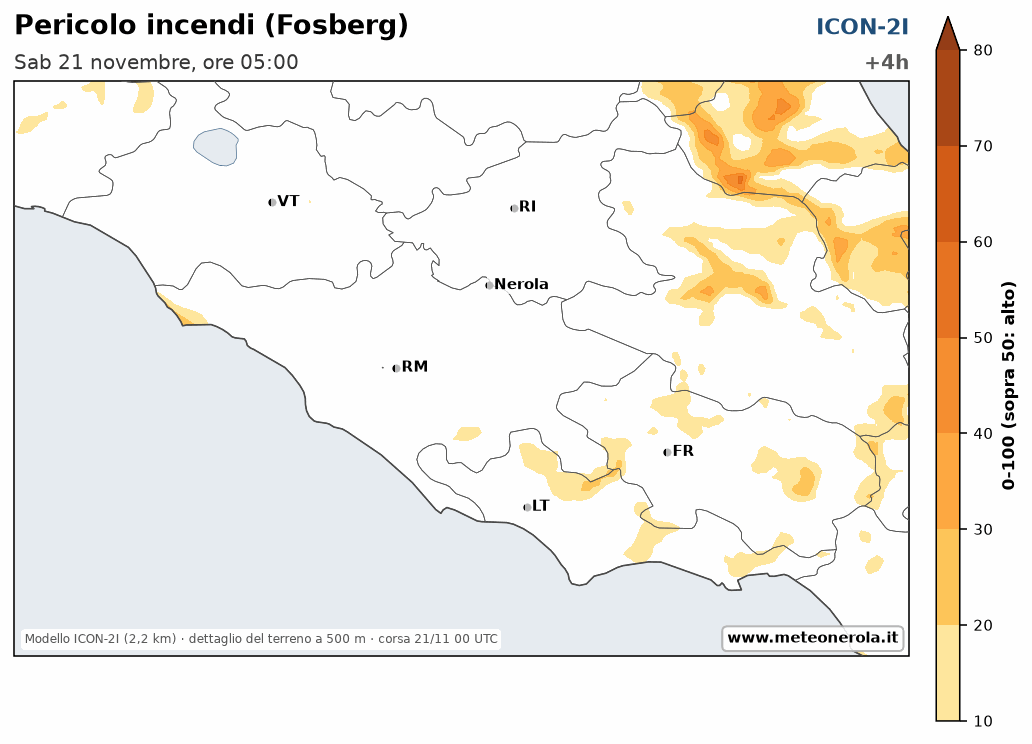 Pericolo incendi (Fosberg)
ICON-2I
Sab 21 novembre, ore 05:00
+4h
VT
RI
Nerola
RM
FR
LT
Modello ICON-2I (2,2 km) · dettaglio del terreno a 500 m · corsa 21/11 00 UTC
www.meteonerola.it
80
70
60
50
40
30
20
10
0-100 (sopra 50: alto)